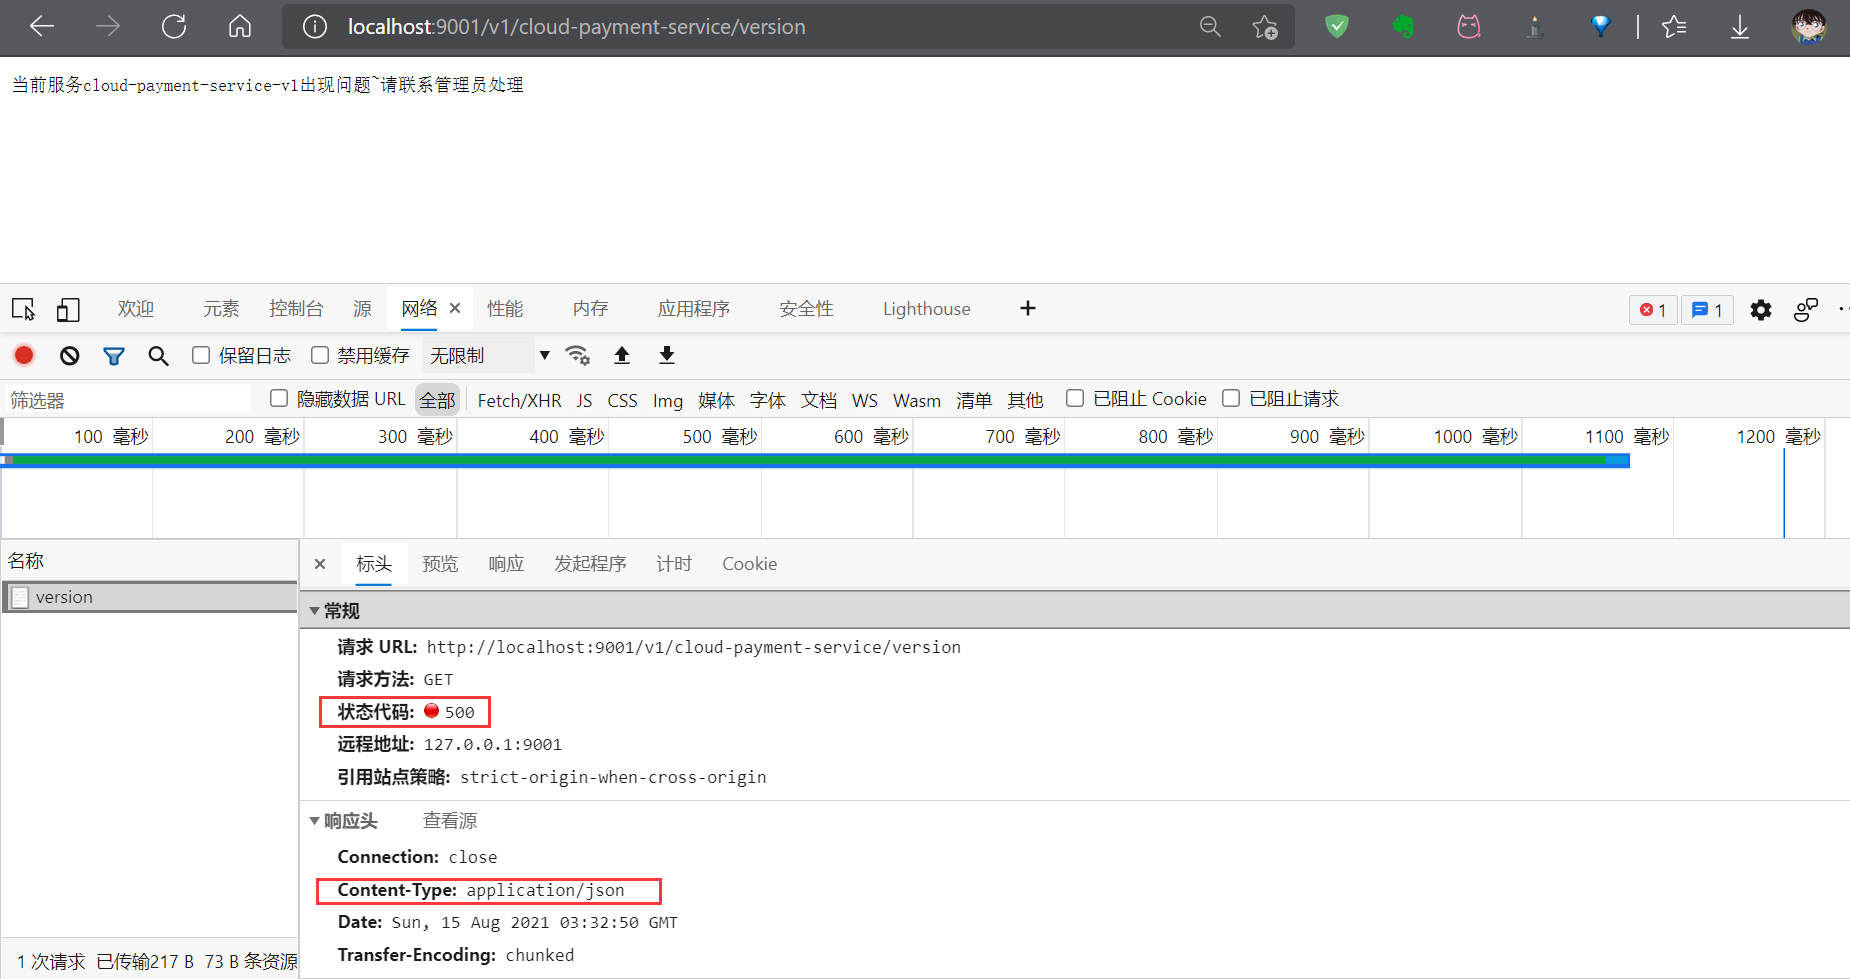 localhost:9001/v1/cloud-payment-service/version
当前服务cloud-payment-service-v1出现问题~请联系管理员处理
欢迎 元素 控制台 源 网络 性能 内存 应用程序 安全性 Lighthouse 1 1
保留日志 禁用缓存 无限制
筛选器 隐藏数据 URL 全部 Fetch/XHR JS CSS Img 媒体 字体 文档 WS Wasm 清单 其他 已阻止 Cookie 已阻止请求
100 毫秒 200 毫秒 300 毫秒 400 毫秒 500 毫秒 600 毫秒 700 毫秒 800 毫秒 900 毫秒 1000 毫秒 1100 毫秒 1200 毫秒
名称
version
标头 预览 响应 发起程序 计时 Cookie
常规
请求 URL: http://localhost:9001/v1/cloud-payment-service/version
请求方法: GET
状态代码: 500
远程地址: 127.0.0.1:9001
引用站点策略: strict-origin-when-cross-origin
响应头 查看源
Connection: close
Content-Type: application/json
Date: Sun, 15 Aug 2021 03:32:50 GMT
Transfer-Encoding: chunked
1 次请求 已传输217 B 73 B 条资源